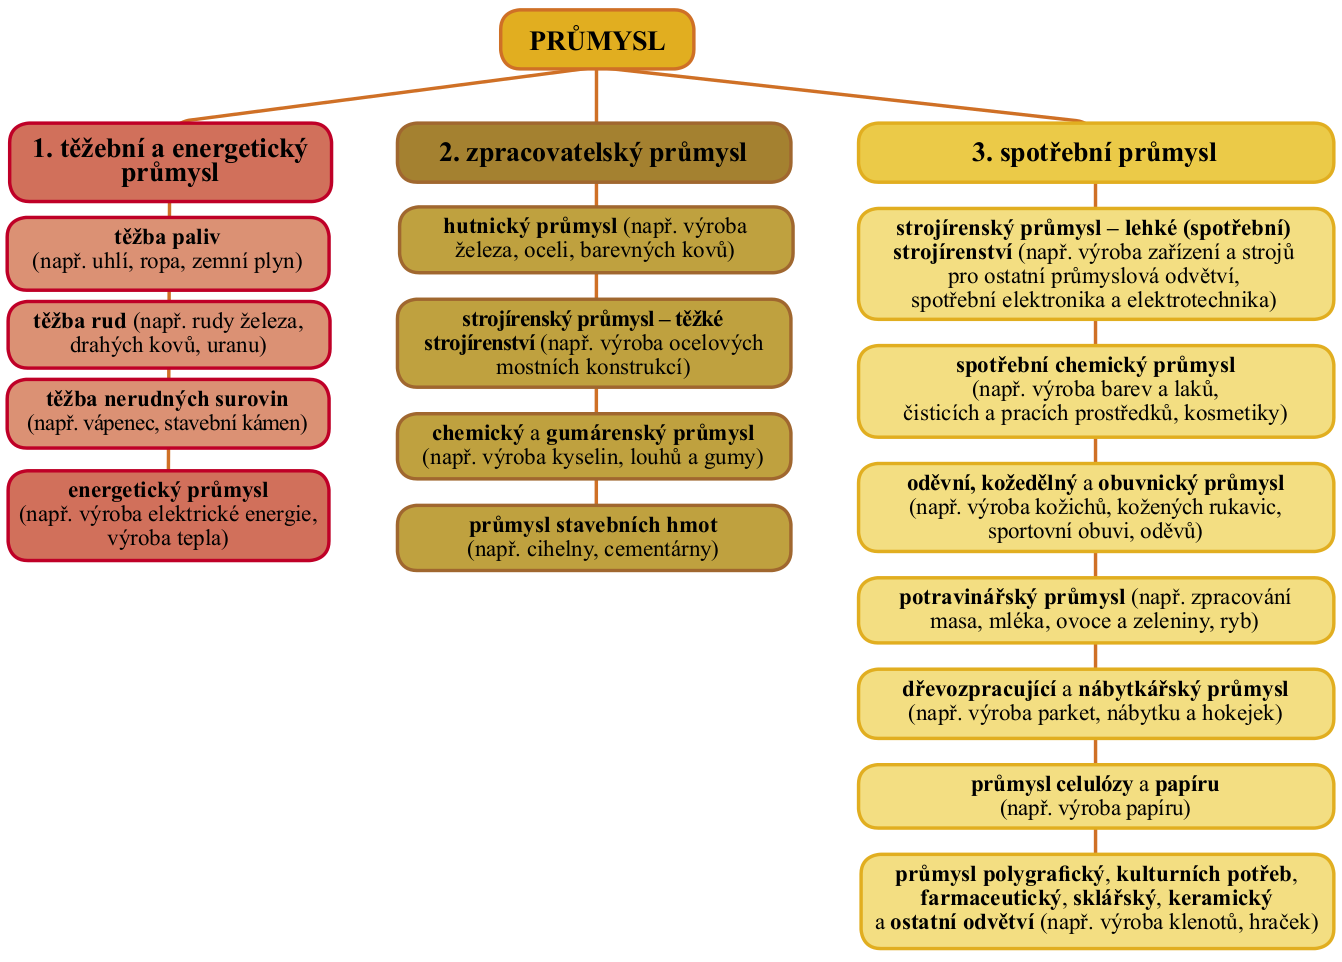 PRŮMYSL
1. těžební a energetický
průmysl
těžba paliv
(např. uhlí, ropa, zemní plyn)
těžba rud (např. rudy železa,
drahých kovů, uranu)
těžba nerudných surovin
(např. vápenec, stavební kámen)
energetický průmysl
(např. výroba elektrické energie,
výroba tepla)
2. zpracovatelský průmysl
hutnický průmysl (např. výroba
železa, oceli, barevných kovů)
strojírenský průmysl – těžké
strojírenství (např. výroba ocelových
mostních konstrukcí)
chemický a gumárenský průmysl
(např. výroba kyselin, louhů a gumy)
průmysl stavebních hmot
(např. cihelny, cementárny)
3. spotřební průmysl
strojírenský průmysl – lehké (spotřební)
strojírenství (např. výroba zařízení a strojů
pro ostatní průmyslová odvětví,
spotřební elektronika a elektrotechnika)
spotřební chemický průmysl
(např. výroba barev a laků,
čisticích a pracích prostředků, kosmetiky)
oděvní, kožedělný a obuvnický průmysl
(např. výroba kožichů, kožených rukavic,
sportovní obuvi, oděvů)
potravinářský průmysl (např. zpracování
masa, mléka, ovoce a zeleniny, ryb)
dřevozpracující a nábytkářský průmysl
(např. výroba parket, nábytku a hokejek)
průmysl celulózy a papíru
(např. výroba papíru)
průmysl polygrafický, kulturních potřeb,
farmaceutický, sklářský, keramický
a ostatní odvětví (např. výroba klenotů, hraček)